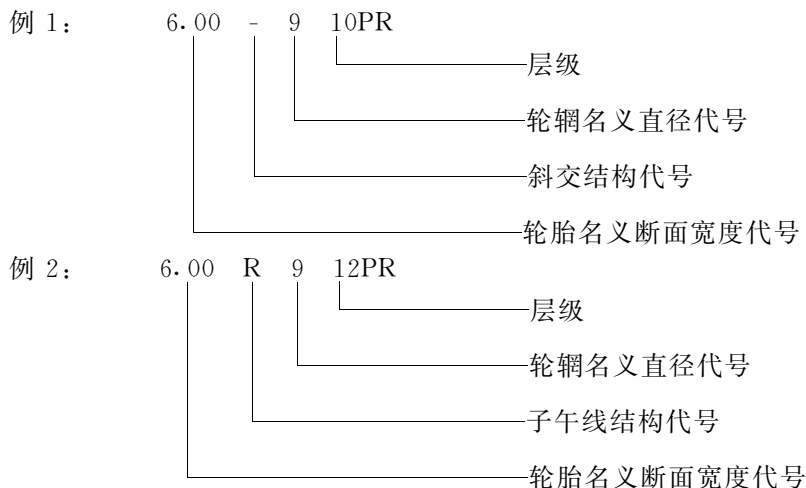 例 1： 6.00 - 9 10PR
层级
轮辋名义直径代号
斜交结构代号
轮胎名义断面宽度代号
例 2： 6.00 R 9 12PR
层级
轮辋名义直径代号
子午线结构代号
轮胎名义断面宽度代号